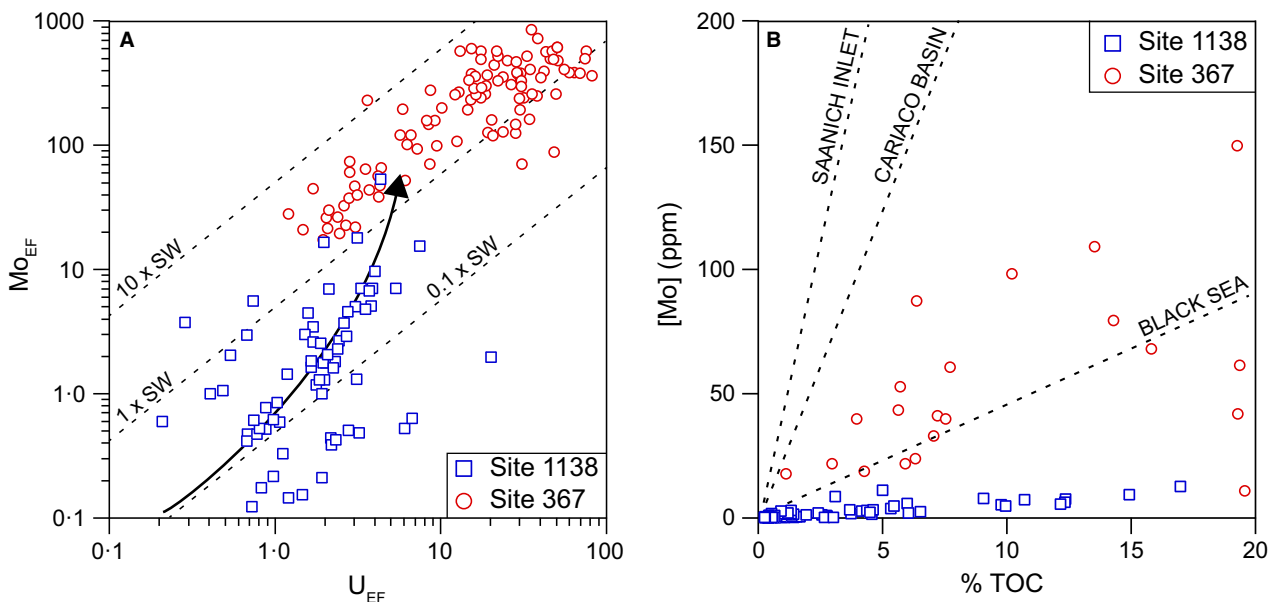 A
1000
100
10
1·0
0·1
Mo_EF
10 x SW
1 x SW
0.1 x SW
Site 1138
Site 367
0·1
1·0
10
100
U_EF
B
200
150
100
50
0
[Mo] (ppm)
SAANICH INLET
CARIACO BASIN
BLACK SEA
Site 1138
Site 367
0
5
10
15
20
% TOC